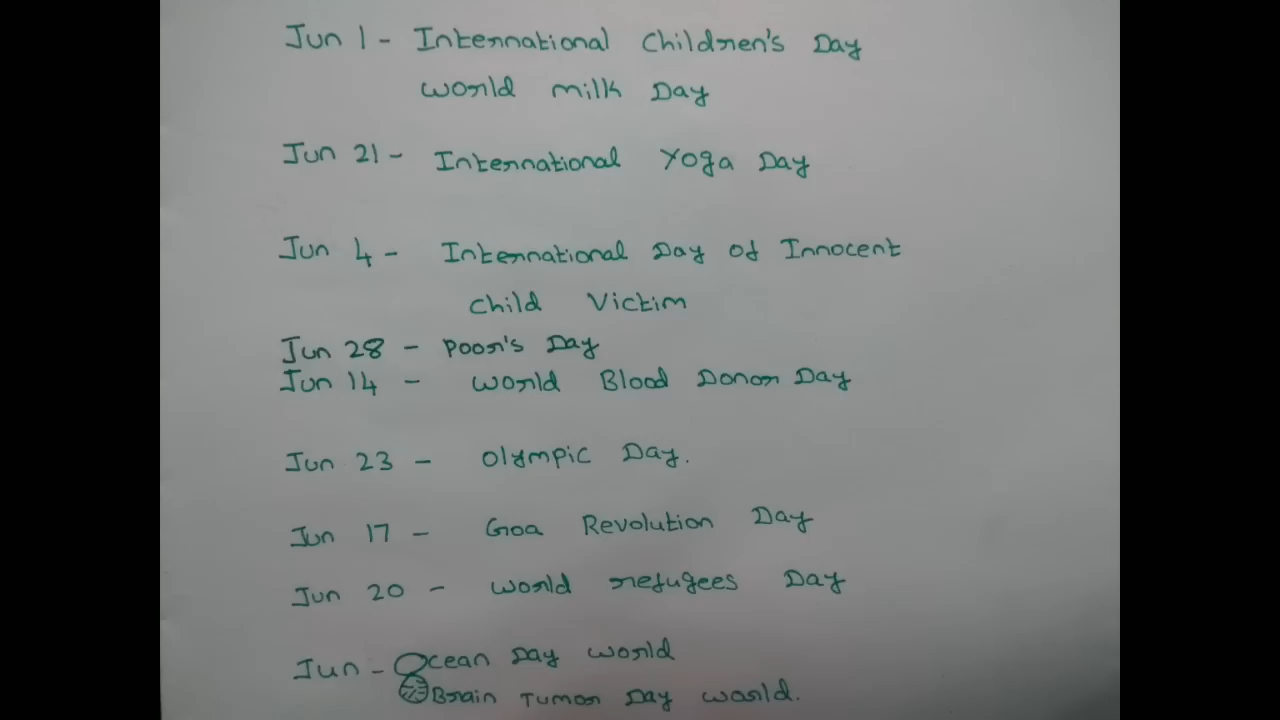 Jun 1 - International Children's Day
world milk Day
Jun 21 - International Yoga Day
Jun 4 - International Day of Innocent
child Victim
Jun 28 - Poor's Day
Jun 14 - world Blood Donor Day
Jun 23 - Olympic Day.
Jun 17 - Goa Revolution Day
Jun 20 - world refugees Day
Jun - Ocean Day world
Brain Tumor Day world.